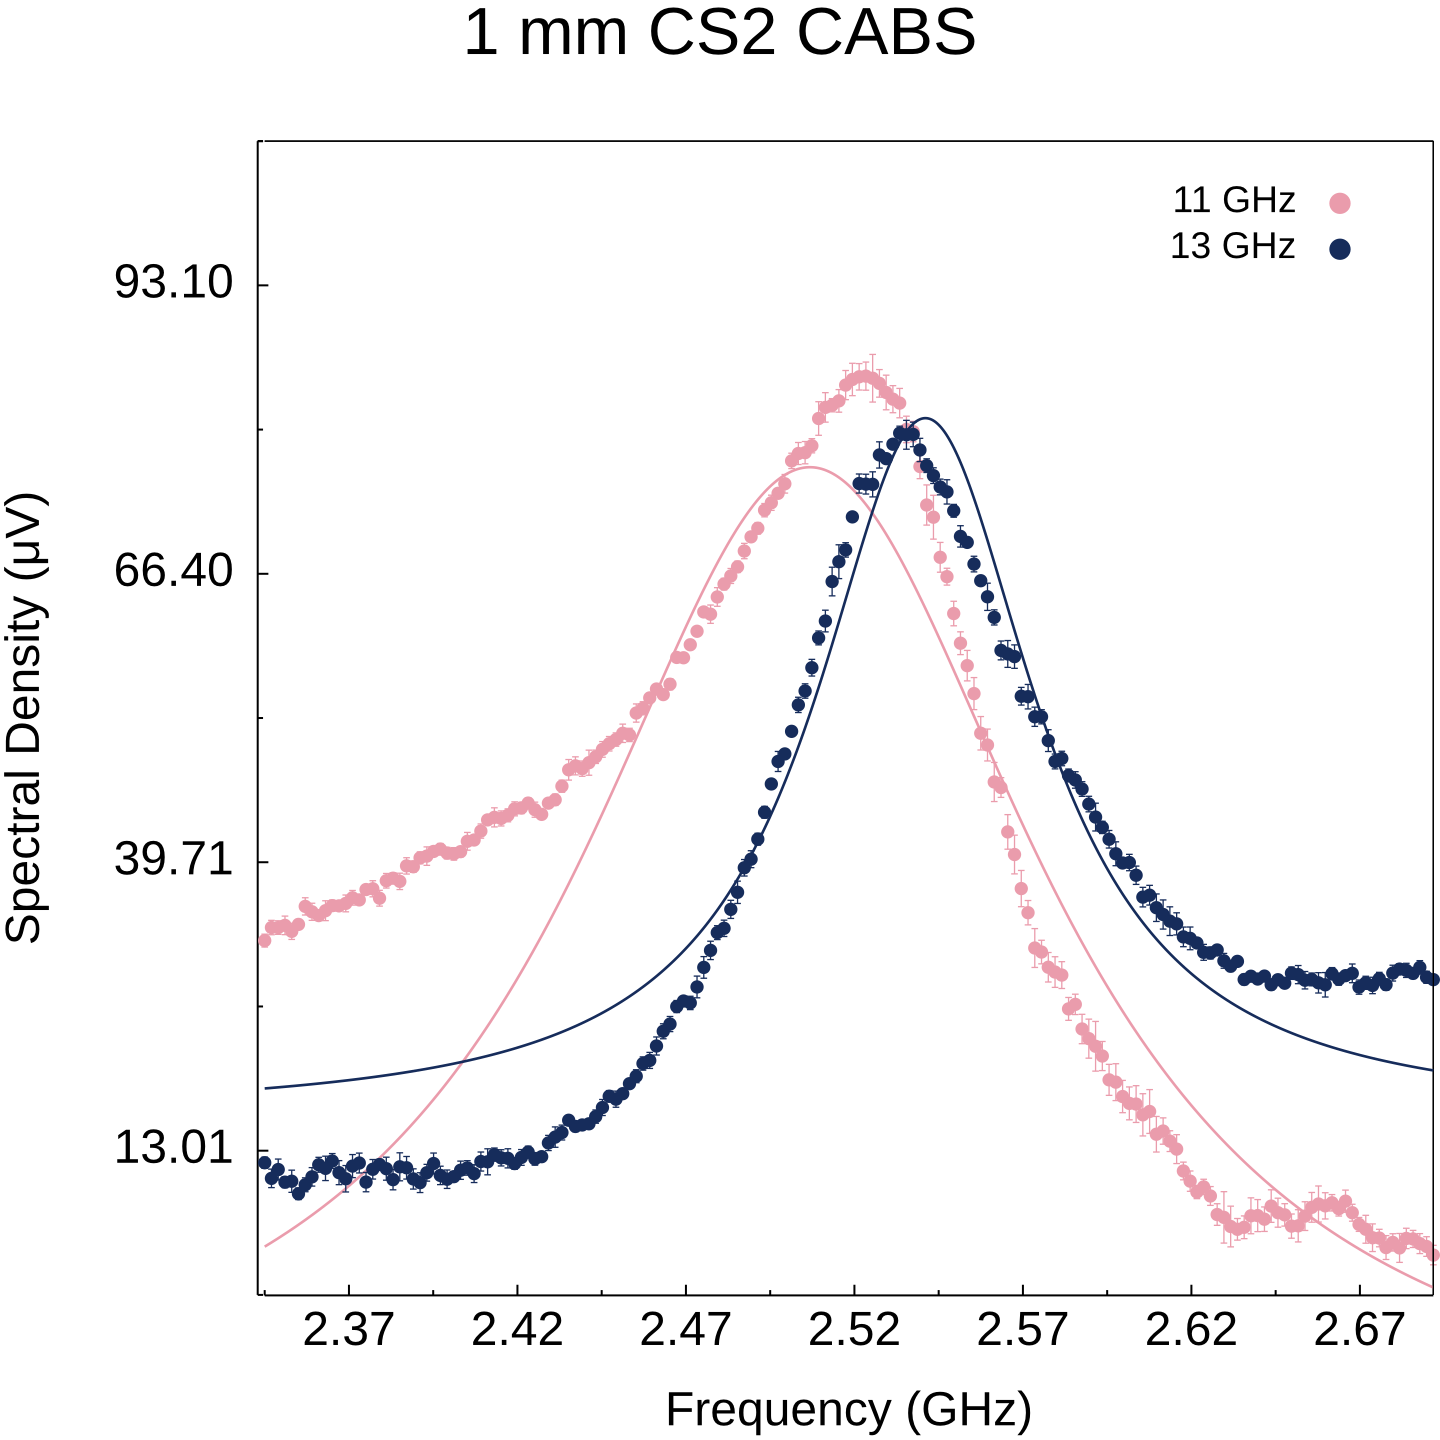 1 mm CS2 CABS
11 GHz
13 GHz
93.10
66.40
39.71
13.01
Spectral Density (μV)
2.37 2.42 2.47 2.52 2.57 2.62 2.67
Frequency (GHz)